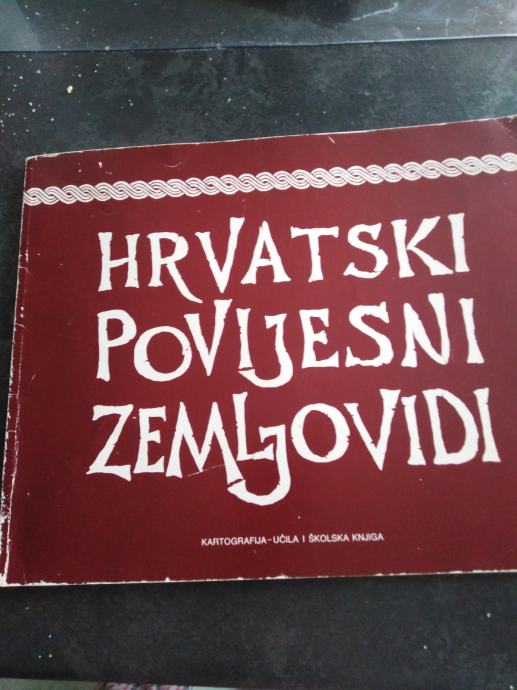 HRVATSKI
POVIJESNI
ZEMLJOVIDI
KARTOGRAFIJA-UČILA I ŠKOLSKA KNJIGA